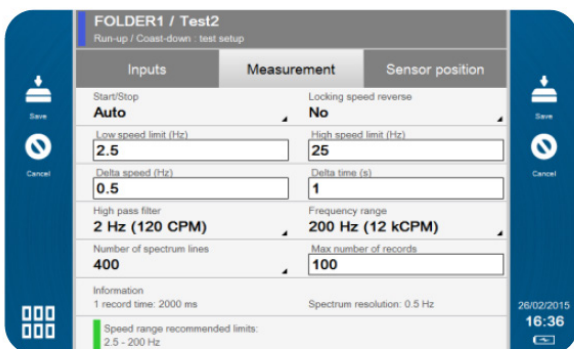 FOLDER1 / Test2
Run-up / Coast-down : test
setup
Inputs
Measurement
Sensor position
Save
Cancel
Start/Stop
Auto
Locking speed reverse
No
Low speed limit (Hz)
2.5
High speed limit (Hz)
25
Delta speed (Hz)
0.5
Delta time (s)
1
High pass filter
2 Hz (120 CPM)
Frequency range
200 Hz (12 kCPM)
Number of spectrum lines
400
Max number of records
100
Information
1 record time: 2000 ms
Spectrum resolution: 0.5 Hz
Speed range recommended limits:
2.5 - 200 Hz
Save
Cancel
26/02/2015
16:36